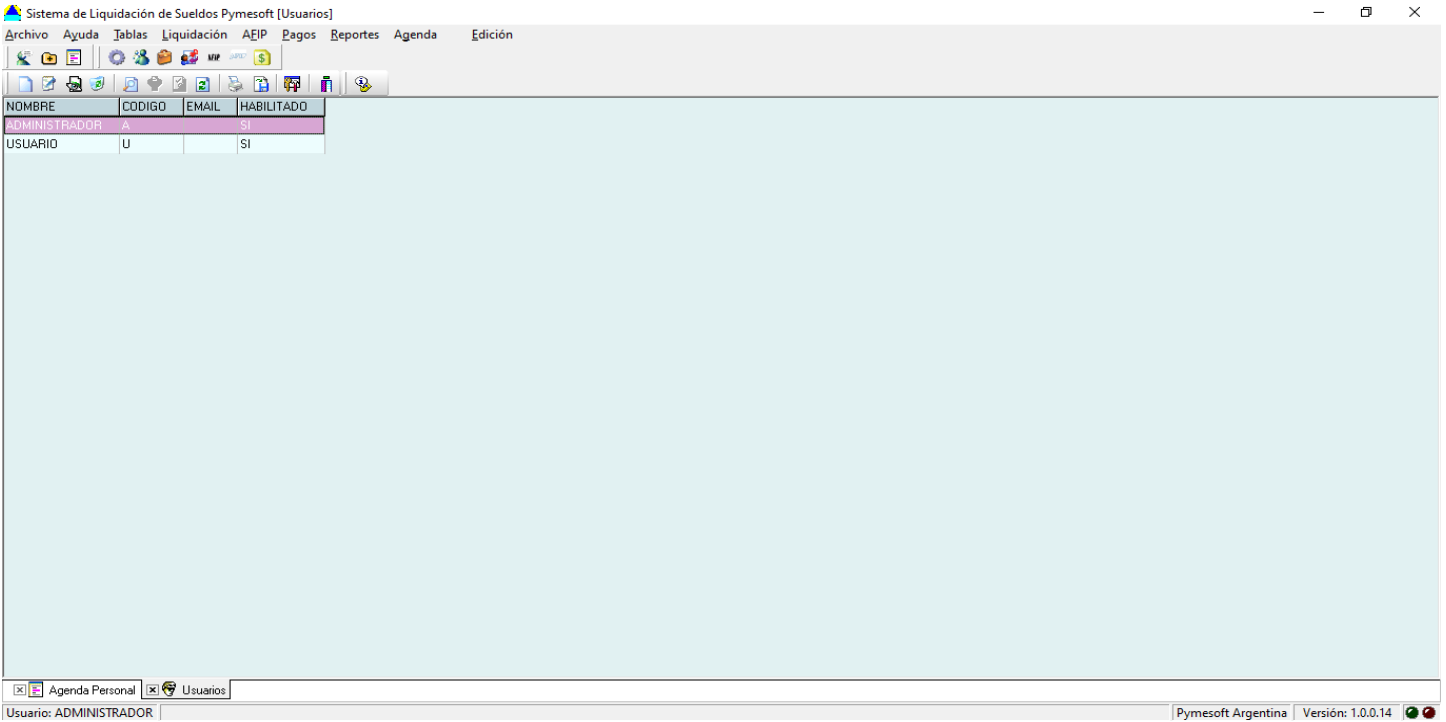 Sistema de Liquidación de Sueldos Pymesoft [Usuarios]
Archivo Ayuda Tablas Liquidación AFIP Pagos Reportes Agenda Edición
NOMBRE CODIGO EMAIL HABILITADO
ADMINISTRADOR A SI
USUARIO U SI
Agenda Personal Usuarios
Usuario: ADMINISTRADOR Pymesoft Argentina Versión: 1.0.0.14